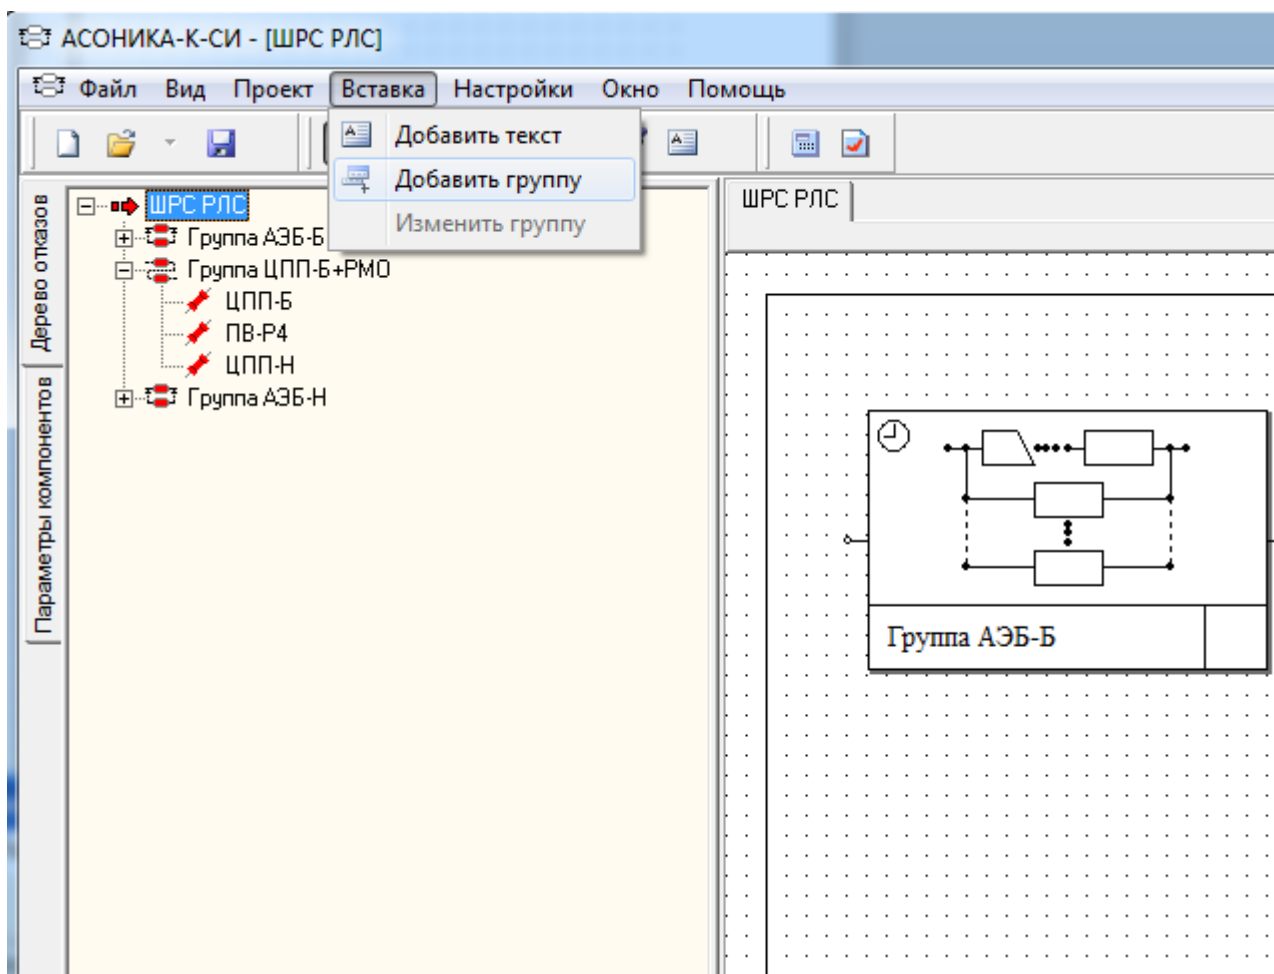 АСОНИКА-К-СИ - [ШРС РЛС]
Файл Вид Проект Вставка Настройки Окно Помощь
Добавить текст
Добавить группу
Изменить группу
Дерево отказов
Параметры компонентов
ШРС РЛС
Группа АЭБ-Б
Группа ЦПП-Б+РМО
ЦПП-Б
ПВ-Р4
ЦПП-Н
Группа АЭБ-Н
ШРС РЛС
Группа АЭБ-Б